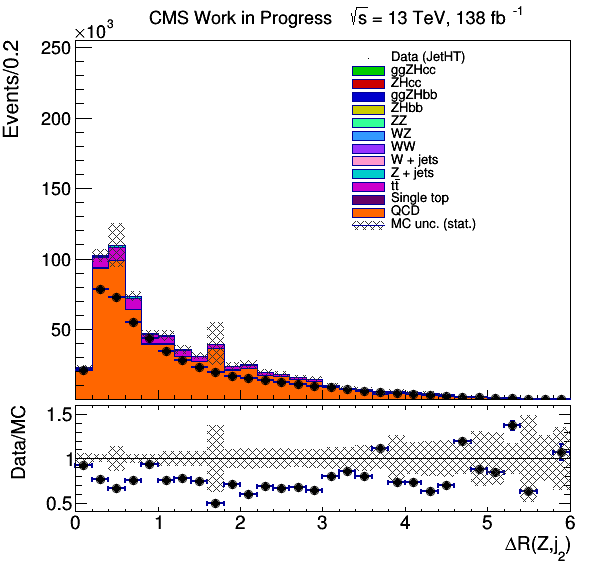 CMS Work in Progress √s = 13 TeV, 138 fb⁻¹
×10³
Events/0.2
250
200
150
100
50
Data (JetHT)
ggZHcc
ZHcc
ggZHbb
ZHbb
ZZ
WZ
WW
W + jets
Z + jets
tt̄
Single top
QCD
MC unc. (stat.)
Data/MC
1.5
1
0.5
0 1 2 3 4 5 6
ΔR(Z,j₂)